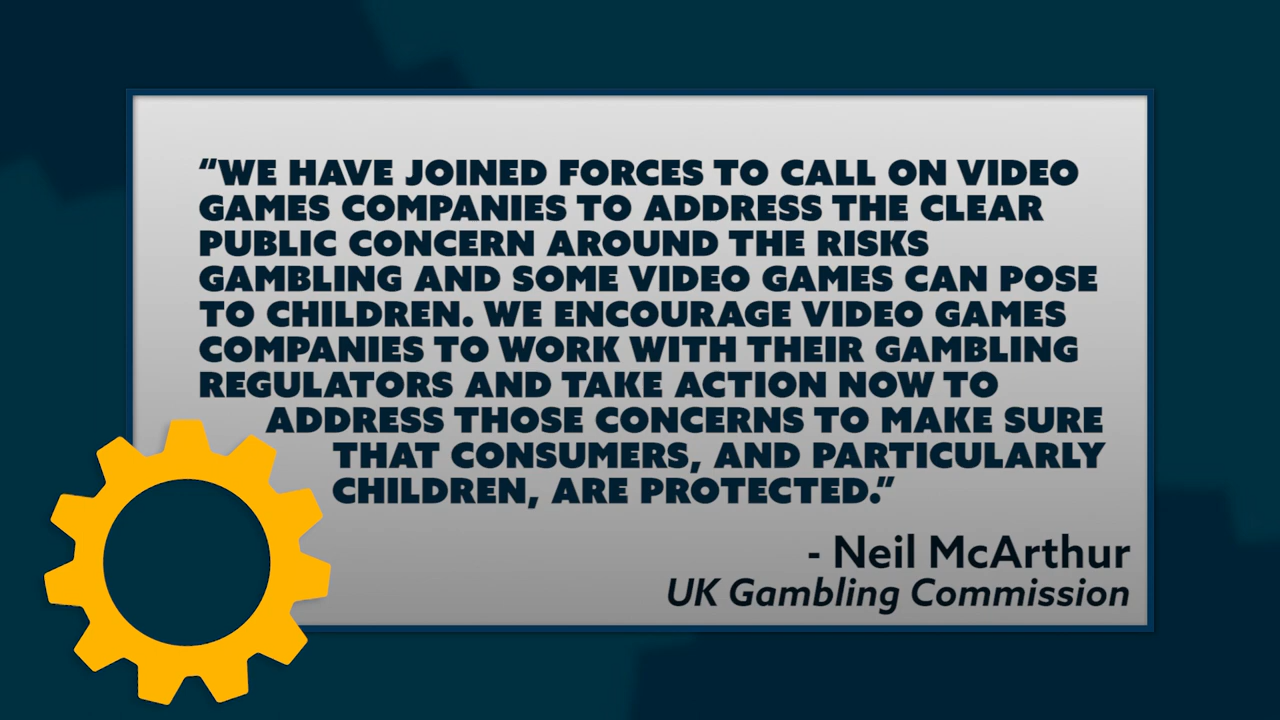 “WE HAVE JOINED FORCES TO CALL ON VIDEO
GAMES COMPANIES TO ADDRESS THE CLEAR
PUBLIC CONCERN AROUND THE RISKS
GAMBLING AND SOME VIDEO GAMES CAN POSE
TO CHILDREN. WE ENCOURAGE VIDEO GAMES
COMPANIES TO WORK WITH THEIR GAMBLING
REGULATORS AND TAKE ACTION NOW TO
ADDRESS THOSE CONCERNS TO MAKE SURE
THAT CONSUMERS, AND PARTICULARLY
CHILDREN, ARE PROTECTED.”
- Neil McArthur
UK Gambling Commission